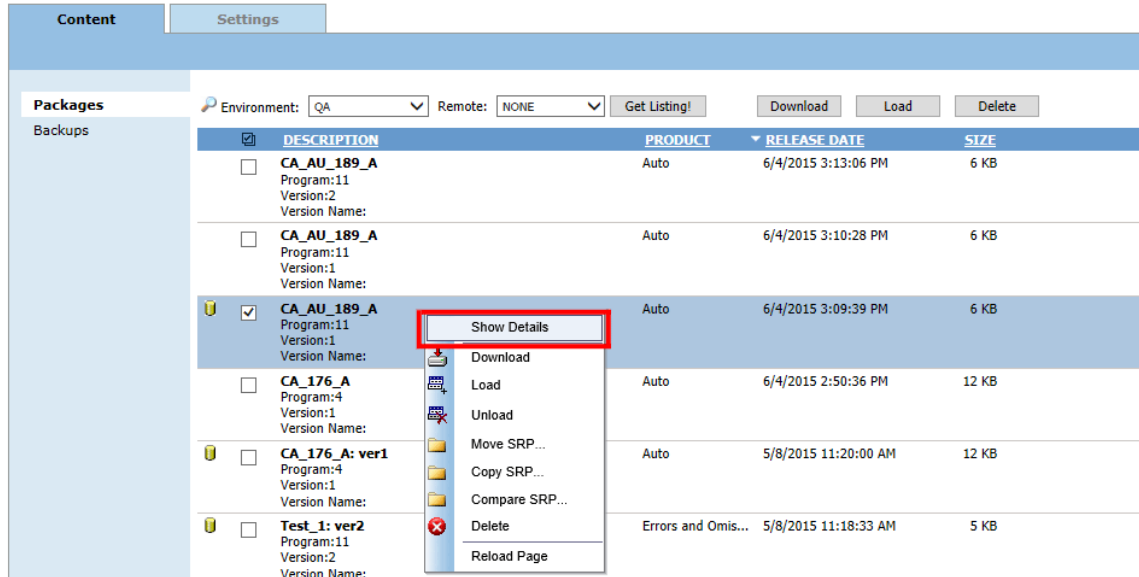 Content
Settings
Packages
Backups
Environment: QA Remote: NONE Get Listing! Download Load Delete
DESCRIPTION PRODUCT RELEASE DATE SIZE
CA_AU_189_A Auto 6/4/2015 3:13:06 PM 6 KB
Program:11
Version:2
Version Name:
CA_AU_189_A Auto 6/4/2015 3:10:28 PM 6 KB
Program:11
Version:1
Version Name:
CA_AU_189_A Auto 6/4/2015 3:09:39 PM 6 KB
Program:11
Version:1
Version Name:
Show Details
Download
Load
Unload
Move SRP...
Copy SRP...
Compare SRP...
Delete
Reload Page
CA_176_A Auto 6/4/2015 2:50:36 PM 12 KB
Program:4
Version:1
Version Name:
CA_176_A: ver1 Auto 5/8/2015 11:20:00 AM 12 KB
Program:4
Version:1
Version Name:
Test_1: ver2 Errors and Omis... 5/8/2015 11:18:33 AM 5 KB
Program:11
Version:2
Version Name: